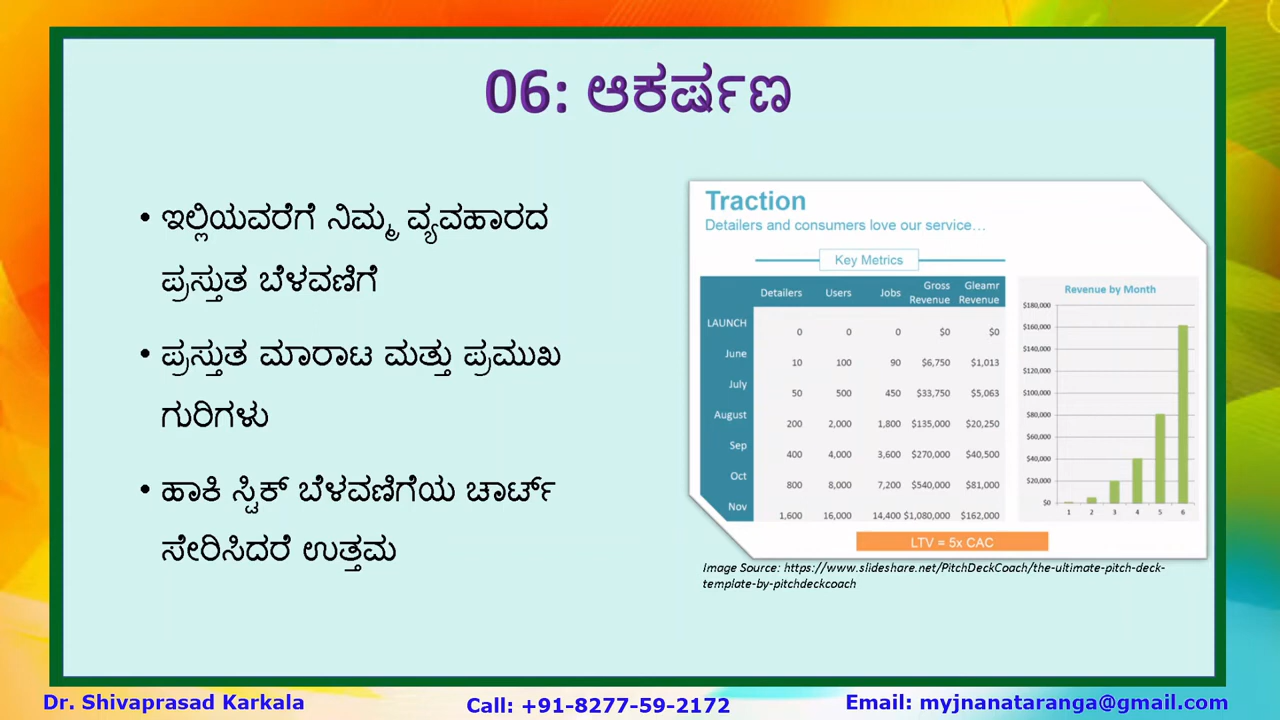 06: ಆಕರ್ಷಣ
• ಇಲ್ಲಿಯವರೆಗೆ ನಿಮ್ಮ ವ್ಯವಹಾರದ
ಪ್ರಸ್ತುತ ಬೆಳವಣಿಗೆ
• ಪ್ರಸ್ತುತ ಮಾರಾಟ ಮತ್ತು ಪ್ರಮುಖ
ಗುರಿಗಳು
• ಹಾಕಿ ಸ್ಟಿಕ್ ಬೆಳವಣಿಗೆಯ ಚಾರ್ಟ್
ಸೇರಿಸಿದರೆ ಉತ್ತಮ
Traction
Detailers and consumers love our service…
Key Metrics
Detailers Users Jobs Gross Revenue Gleamr Revenue
LAUNCH 0 0 0 $0 $0
June 10 100 90 $6,750 $1,013
July 50 500 450 $33,750 $5,063
August 200 2,000 1,800 $135,000 $20,250
Sep 400 4,000 3,600 $270,000 $40,500
Oct 800 8,000 7,200 $540,000 $81,000
Nov 1,600 16,000 14,400 $1,080,000 $162,000
Revenue by Month
$180,000
$160,000
$140,000
$120,000
$100,000
$80,000
$60,000
$40,000
$20,000
$0
1 2 3 4 5 6
LTV = 5x CAC
Image Source: https://www.slideshare.net/PitchDeckCoach/the-ultimate-pitch-deck-
template-by-pitchdeckcoach
Dr. Shivaprasad Karkala
Call: +91-8277-59-2172
Email: myjnanataranga@gmail.com